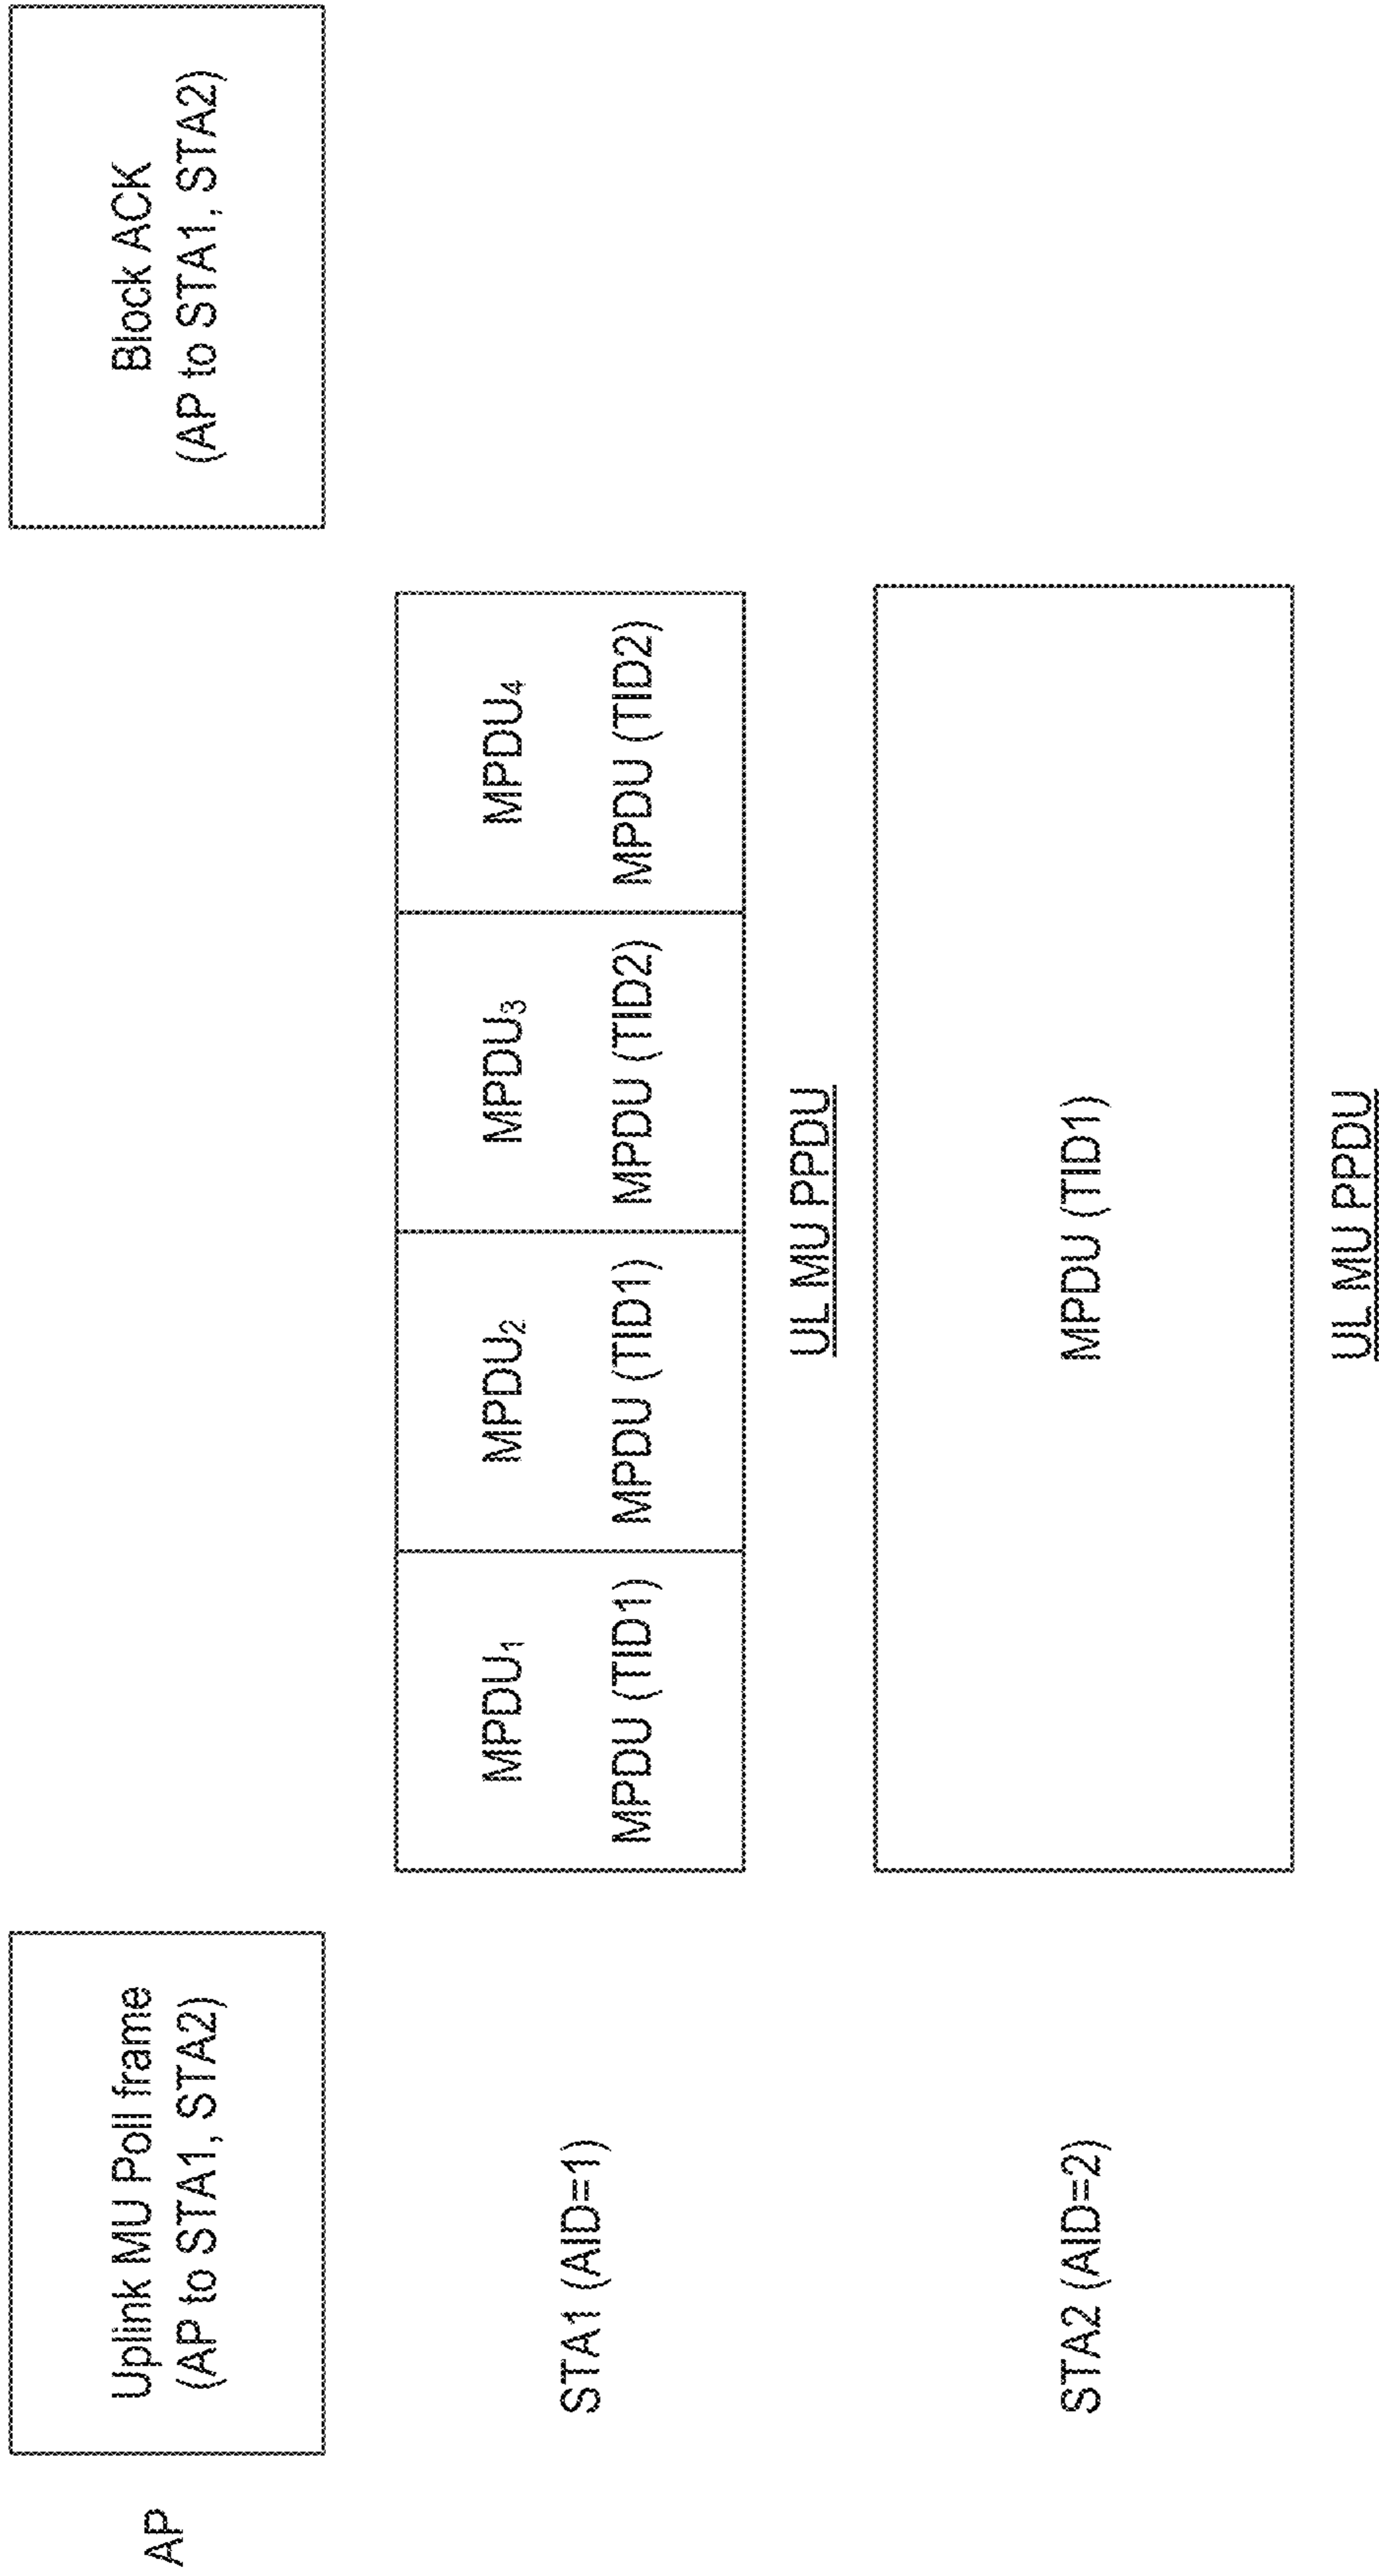 AP
Uplink MU Poll frame
(AP to STA1, STA2)
Block ACK
(AP to STA1, STA2)
STA1 (AID=1)
MPDU₁
MPDU (TID1)
MPDU₂
MPDU (TID1)
MPDU₃
MPDU (TID2)
MPDU₄
MPDU (TID2)
UL MU PPDU
STA2 (AID=2)
MPDU (TID1)
UL MU PPDU